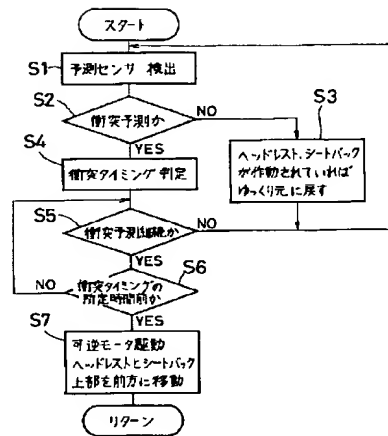 スタート
S1
予測センサ 検出
S2
衝突予測か
NO
YES
S3
ヘッドレスト、シートバック
が作動されていれば
ゆっくり元に戻す
S4
衝突タイミング 判定
S5
衝突予測継続か
NO
YES
S6
衝突タイミングの
所定時間前か
NO
YES
S7
可逆モータ駆動
ヘッドレストとシートバック
上部を前方に移動
リターン